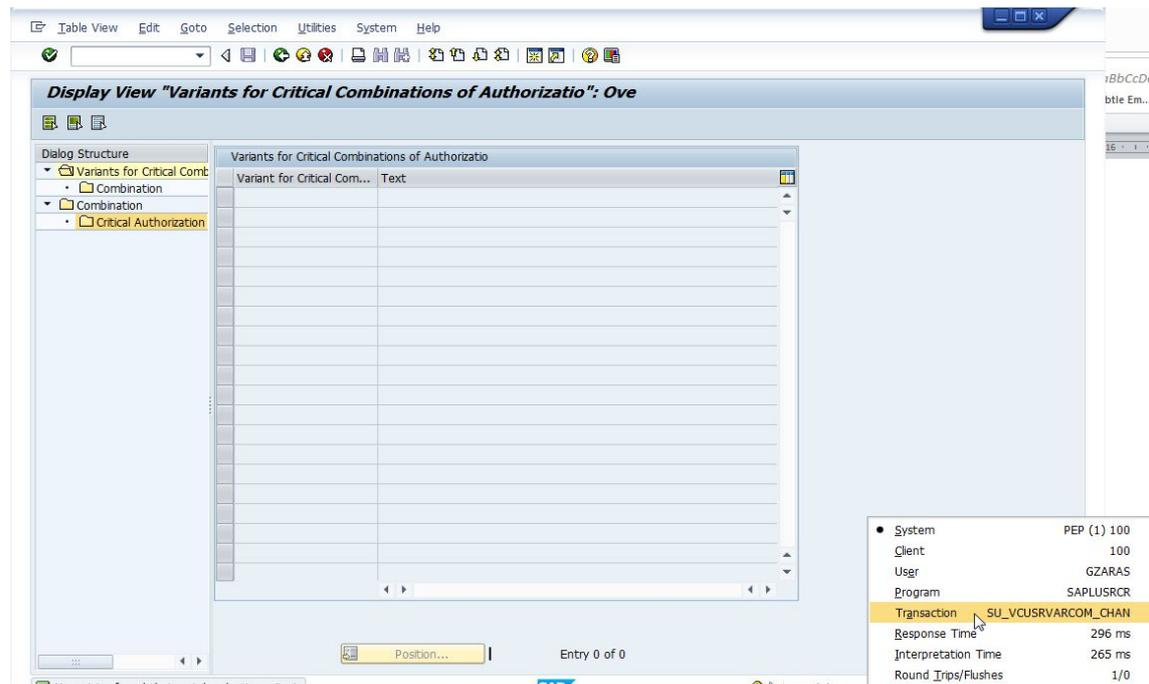 Table View Edit Goto Selection Utilities System Help
Display View "Variants for Critical Combinations of Authorizatio": Ove
Dialog Structure
Variants for Critical Comb
Combination
Combination
Critical Authorization
Variants for Critical Combinations of Authorizatio
Variant for Critical Com... Text
Position...
Entry 0 of 0
System PEP (1) 100
Client 100
User GZARAS
Program SAPLUSRCR
Transaction SU_VCUSRVARCOM_CHAN
Response Time 296 ms
Interpretation Time 265 ms
Round Trips/Flushes 1/0
btle Em...
16